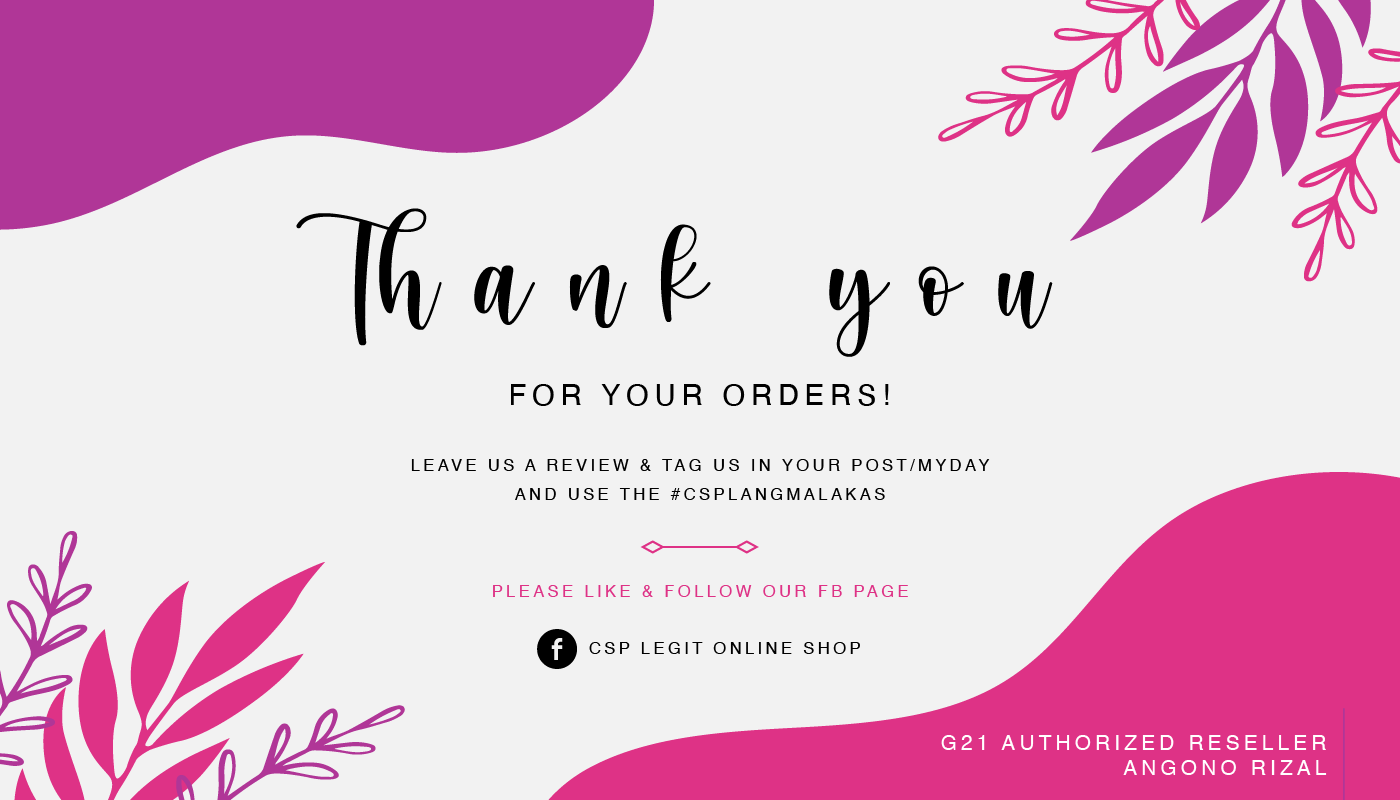 Thank you
FOR YOUR ORDERS!
LEAVE US A REVIEW & TAG US IN YOUR POST/MYDAY
AND USE THE #CSPLANGMALAKAS
PLEASE LIKE & FOLLOW OUR FB PAGE
f CSP LEGIT ONLINE SHOP
G21 AUTHORIZED RESELLER
ANGONO RIZAL